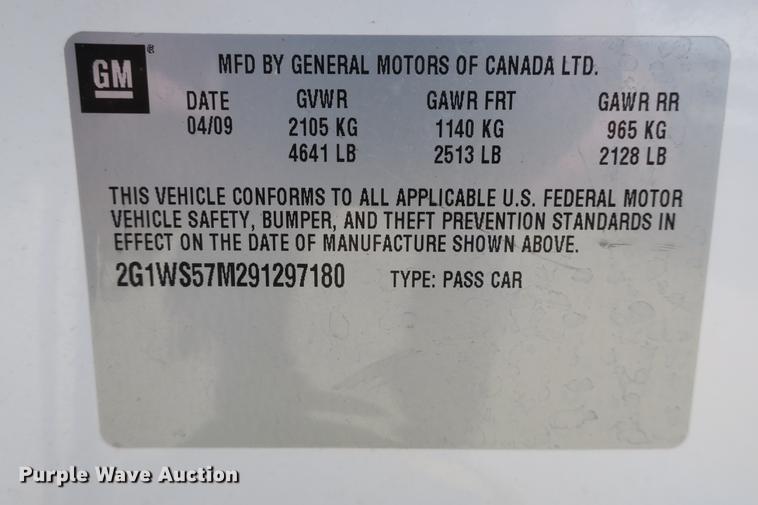 GM ®
MFD BY GENERAL MOTORS OF CANADA LTD.
DATE GVWR GAWR FRT GAWR RR
04/09 2105 KG 1140 KG 965 KG
4641 LB 2513 LB 2128 LB
THIS VEHICLE CONFORMS TO ALL APPLICABLE U.S. FEDERAL MOTOR
VEHICLE SAFETY, BUMPER, AND THEFT PREVENTION STANDARDS IN
EFFECT ON THE DATE OF MANUFACTURE SHOWN ABOVE.
2G1WS57M291297180 TYPE: PASS CAR
Purple Wave Auction